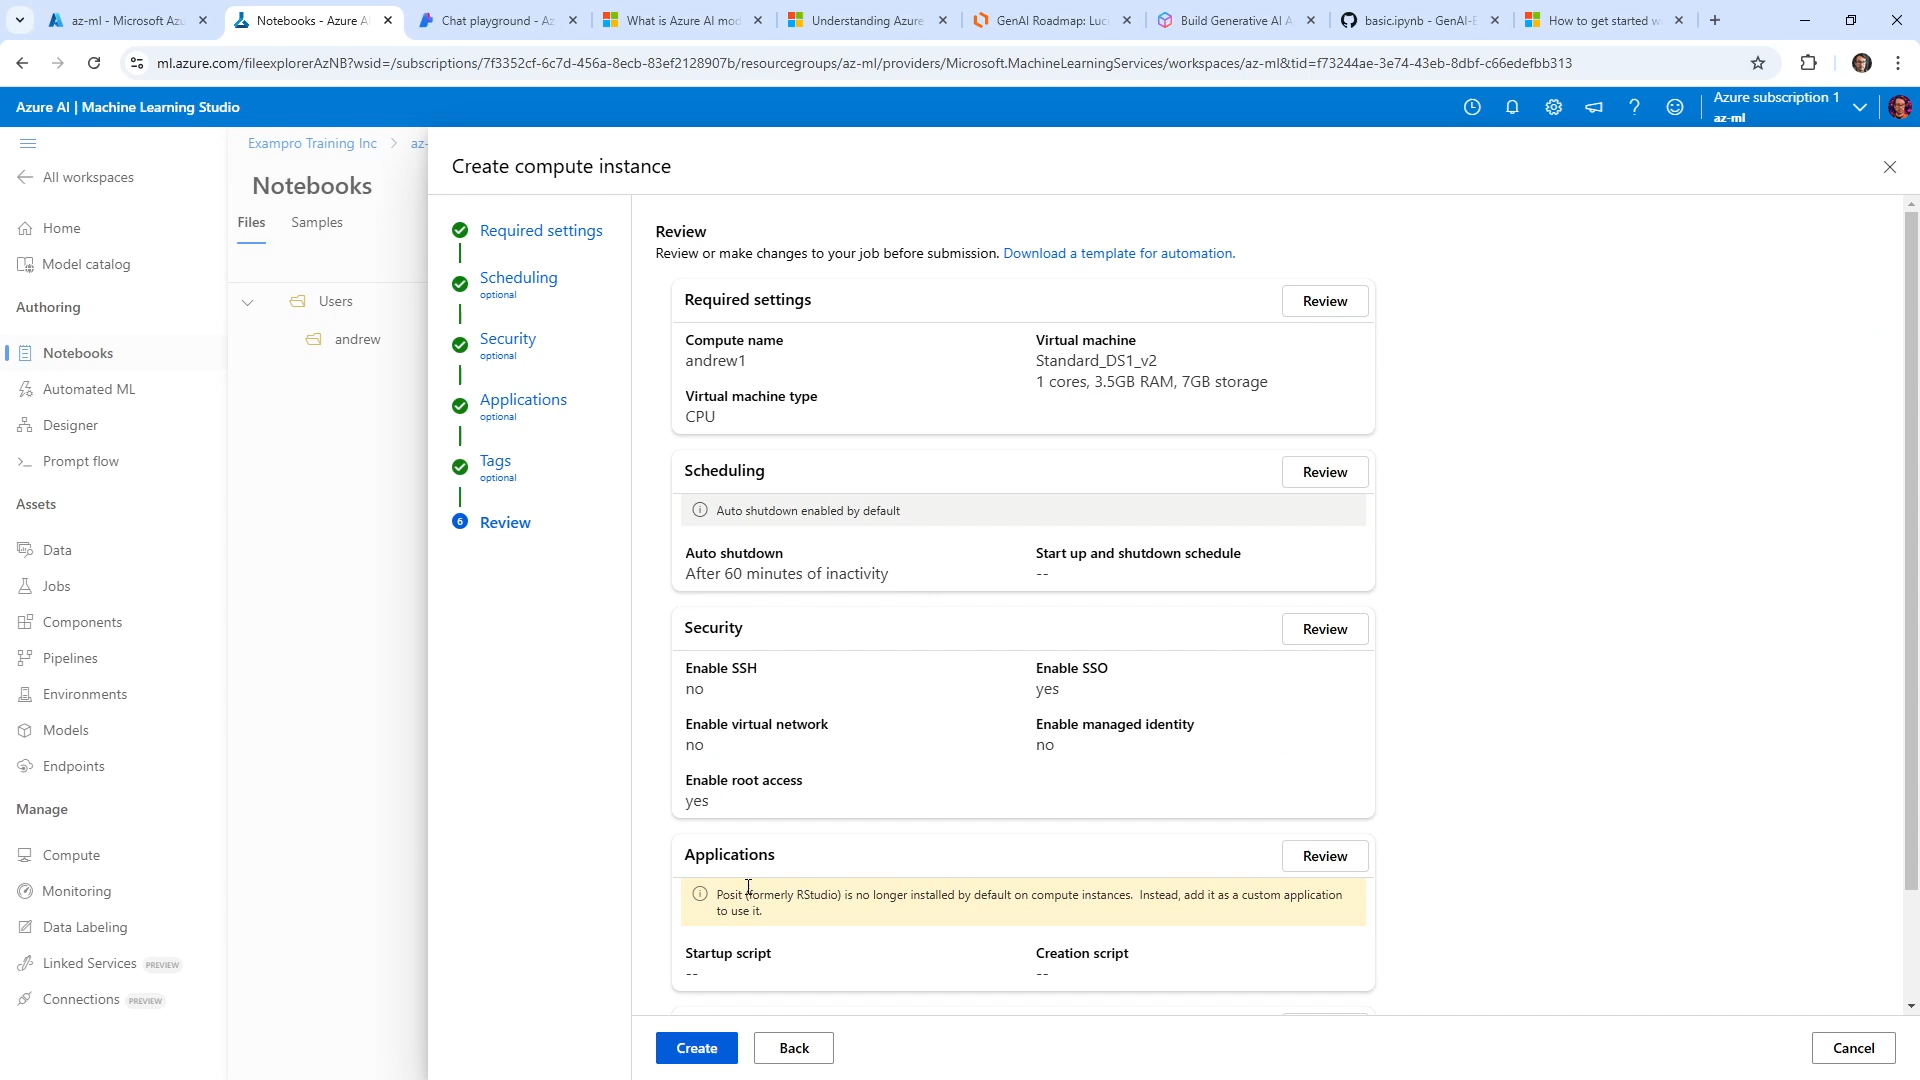 az-ml - Microsoft Azu
Notebooks - Azure AI
Chat playground - Az
What is Azure AI mod
Understanding Azure
GenAI Roadmap: Luci
Build Generative AI A
basic.ipynb - GenAI-E
How to get started w
ml.azure.com/fileexplorerAzNB?wsid=/subscriptions/7f3352cf-6c7d-456a-8ecb-83ef2128907b/resourcegroups/az-ml/providers/Microsoft.MachineLearningServices/workspaces/az-ml&tid=f73244ae-3e74-43eb-8dbf-c66edefbb313
Azure AI | Machine Learning Studio
Azure subscription 1
az-ml
All workspaces
Home
Model catalog
Authoring
Notebooks
Automated ML
Designer
Prompt flow
Assets
Data
Jobs
Components
Pipelines
Environments
Models
Endpoints
Manage
Compute
Monitoring
Data Labeling
Linked Services PREVIEW
Connections PREVIEW
Exampro Training Inc > az-
Notebooks
Files Samples
Users
andrew
Create compute instance
Required settings
Scheduling
optional
Security
optional
Applications
optional
Tags
optional
6 Review
Review
Review or make changes to your job before submission. Download a template for automation.
Required settings
Review
Compute name
andrew1
Virtual machine
Standard_DS1_v2
1 cores, 3.5GB RAM, 7GB storage
Virtual machine type
CPU
Scheduling
Review
Auto shutdown enabled by default
Auto shutdown
After 60 minutes of inactivity
Start up and shutdown schedule
--
Security
Review
Enable SSH
no
Enable SSO
yes
Enable virtual network
no
Enable managed identity
no
Enable root access
yes
Applications
Review
Posit (formerly RStudio) is no longer installed by default on compute instances. Instead, add it as a custom application
to use it.
Startup script
--
Creation script
--
Create
Back
Cancel